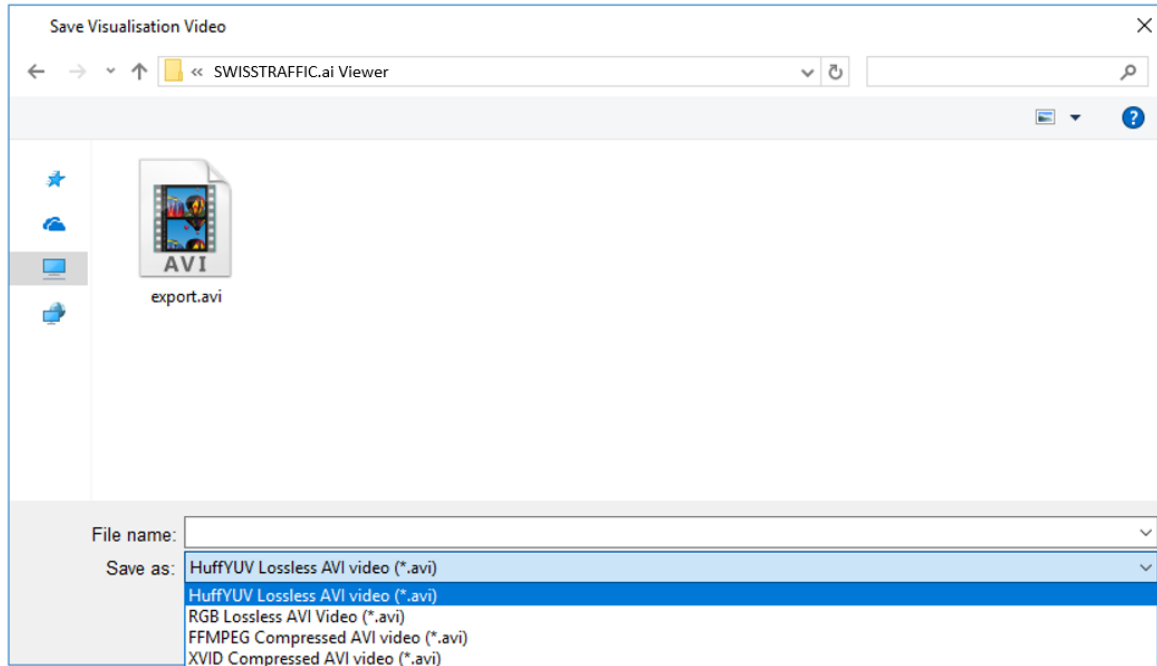 Save Visualisation Video
« SWISSTRAFFIC.ai Viewer
?
AVI
export.avi
File name:
Save as: HuffYUV Lossless AVI video (*.avi)
HuffYUV Lossless AVI video (*.avi)
RGB Lossless AVI Video (*.avi)
FFMPEG Compressed AVI video (*.avi)
XVID Compressed AVI video (*.avi)